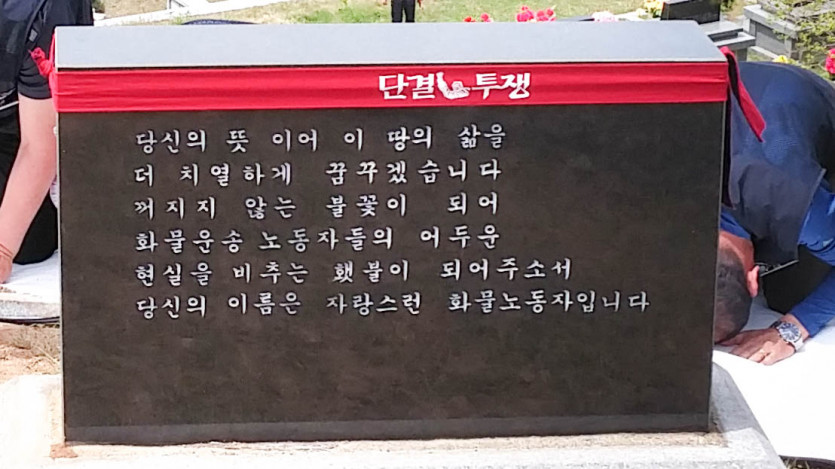 단결 투쟁
당신의 뜻 이어 이 땅의 삶을
더 치열하게 꿈꾸겠습니다
꺼지지 않는 불꽃이 되어
화물운송 노동자들의 어두운
현실을 비추는 횃불이 되어주소서
당신의 이름은 자랑스런 화물노동자입니다